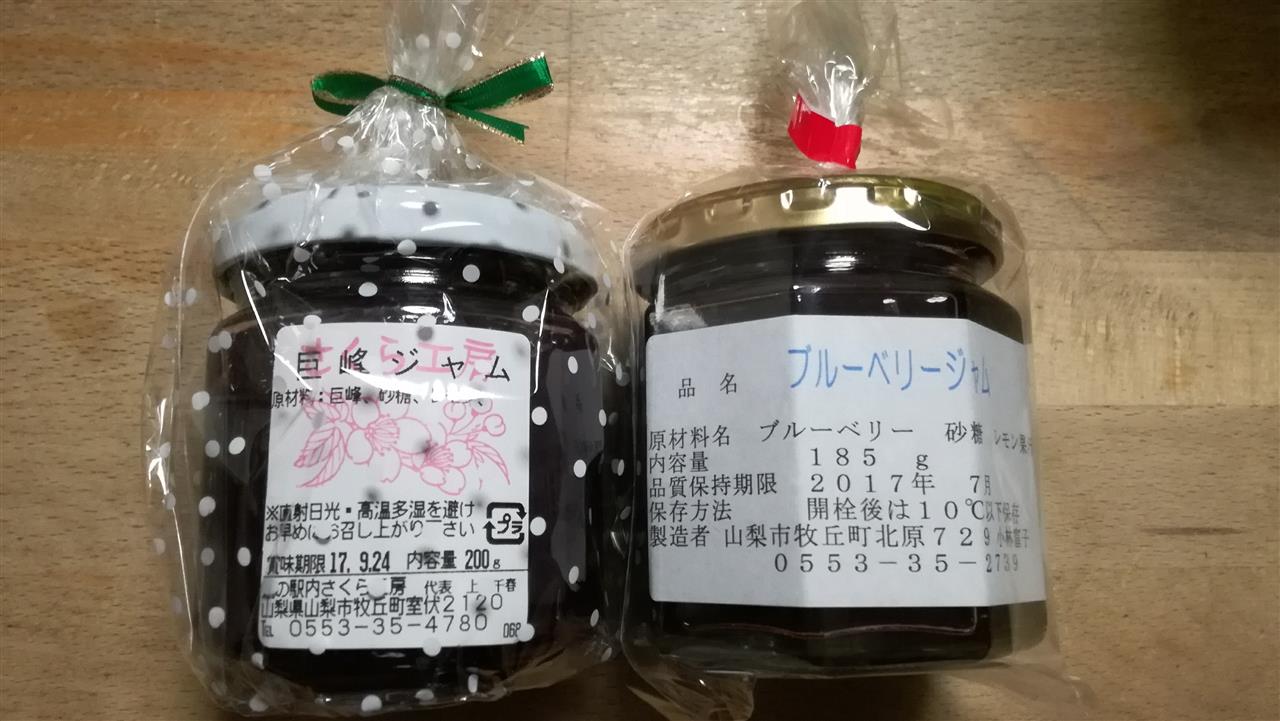 さくら工房
巨峰ジャム
原材料:巨峰、砂糖、
※直射日光・高温多湿を避け
お早めにお召し上がり下さい
プラ
賞味期限 17. 9.24 内容量 200g
道の駅内さくら工房 代表 上 千春
山梨県山梨市牧丘町室伏2120
TEL 0553-35-4780
品名 ブルーベリージャム
原材料名 ブルーベリー 砂糖 レモン果
内容量 185 g
品質保持期限 2017年 7月
保存方法 開栓後は10℃以下保存
製造者 山梨市牧丘町北原729 小林富子
0553-35-2739